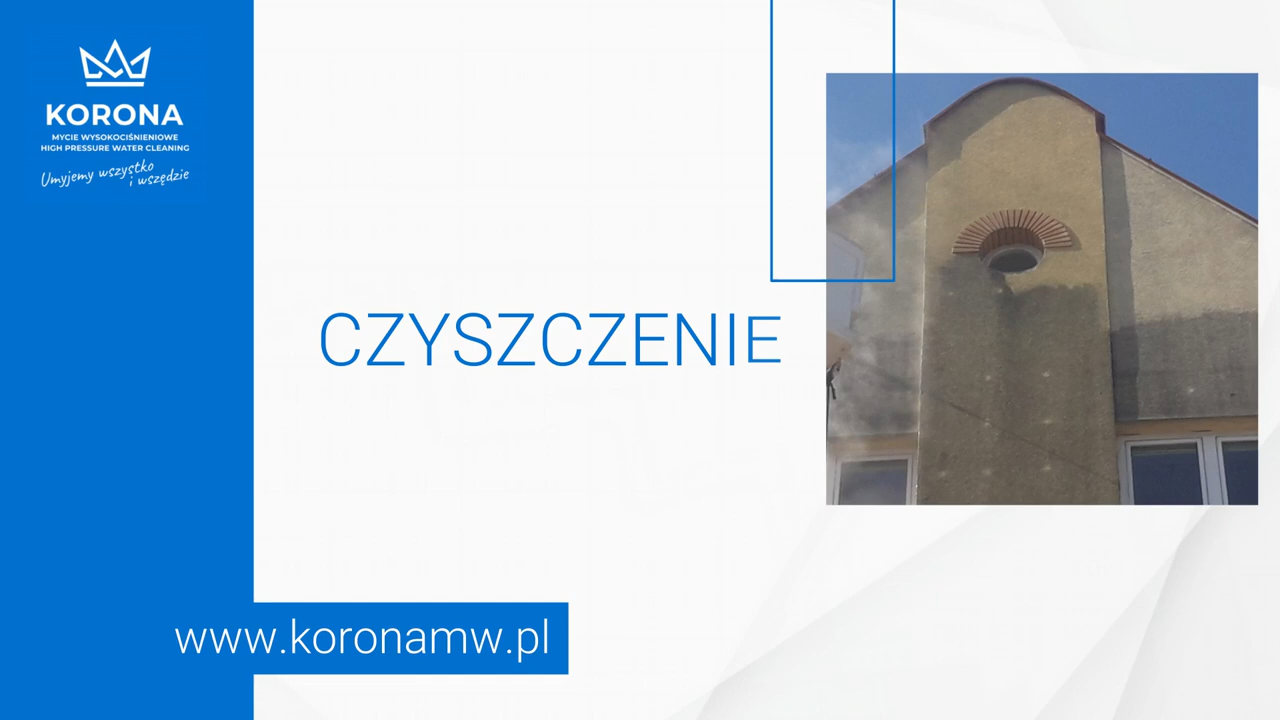 KORONA
MYCIE WYSOKOCIŚNIENIOWE
HIGH PRESSURE WATER CLEANING
Umyjemy wszystko
i wszędzie
CZYSZCZENIE
www.koronamw.pl